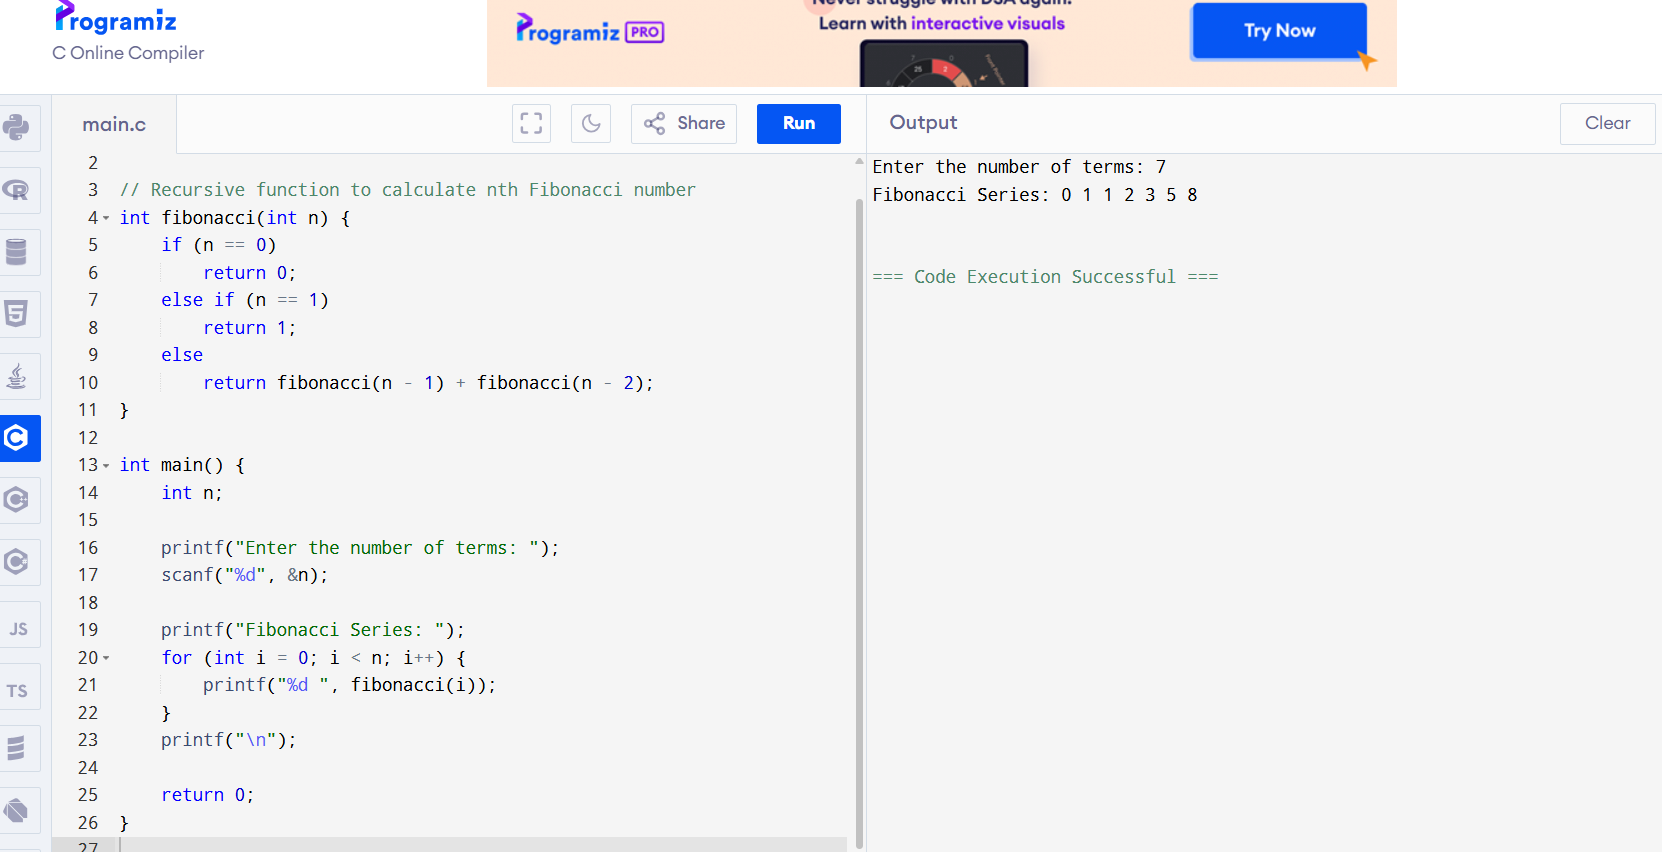 Programiz
C Online Compiler
Programiz PRO
Never struggle with DSA again.
Learn with interactive visuals
Try Now
main.c
Share
Run
Output
Clear
2
3 // Recursive function to calculate nth Fibonacci number
4 int fibonacci(int n) {
5     if (n == 0)
6         return 0;
7     else if (n == 1)
8         return 1;
9     else
10         return fibonacci(n - 1) + fibonacci(n - 2);
11 }
12
13 int main() {
14     int n;
15
16     printf("Enter the number of terms: ");
17     scanf("%d", &n);
18
19     printf("Fibonacci Series: ");
20     for (int i = 0; i < n; i++) {
21         printf("%d ", fibonacci(i));
22     }
23     printf("\n");
24
25     return 0;
26 }
27
Enter the number of terms: 7
Fibonacci Series: 0 1 1 2 3 5 8
=== Code Execution Successful ===
JS
TS